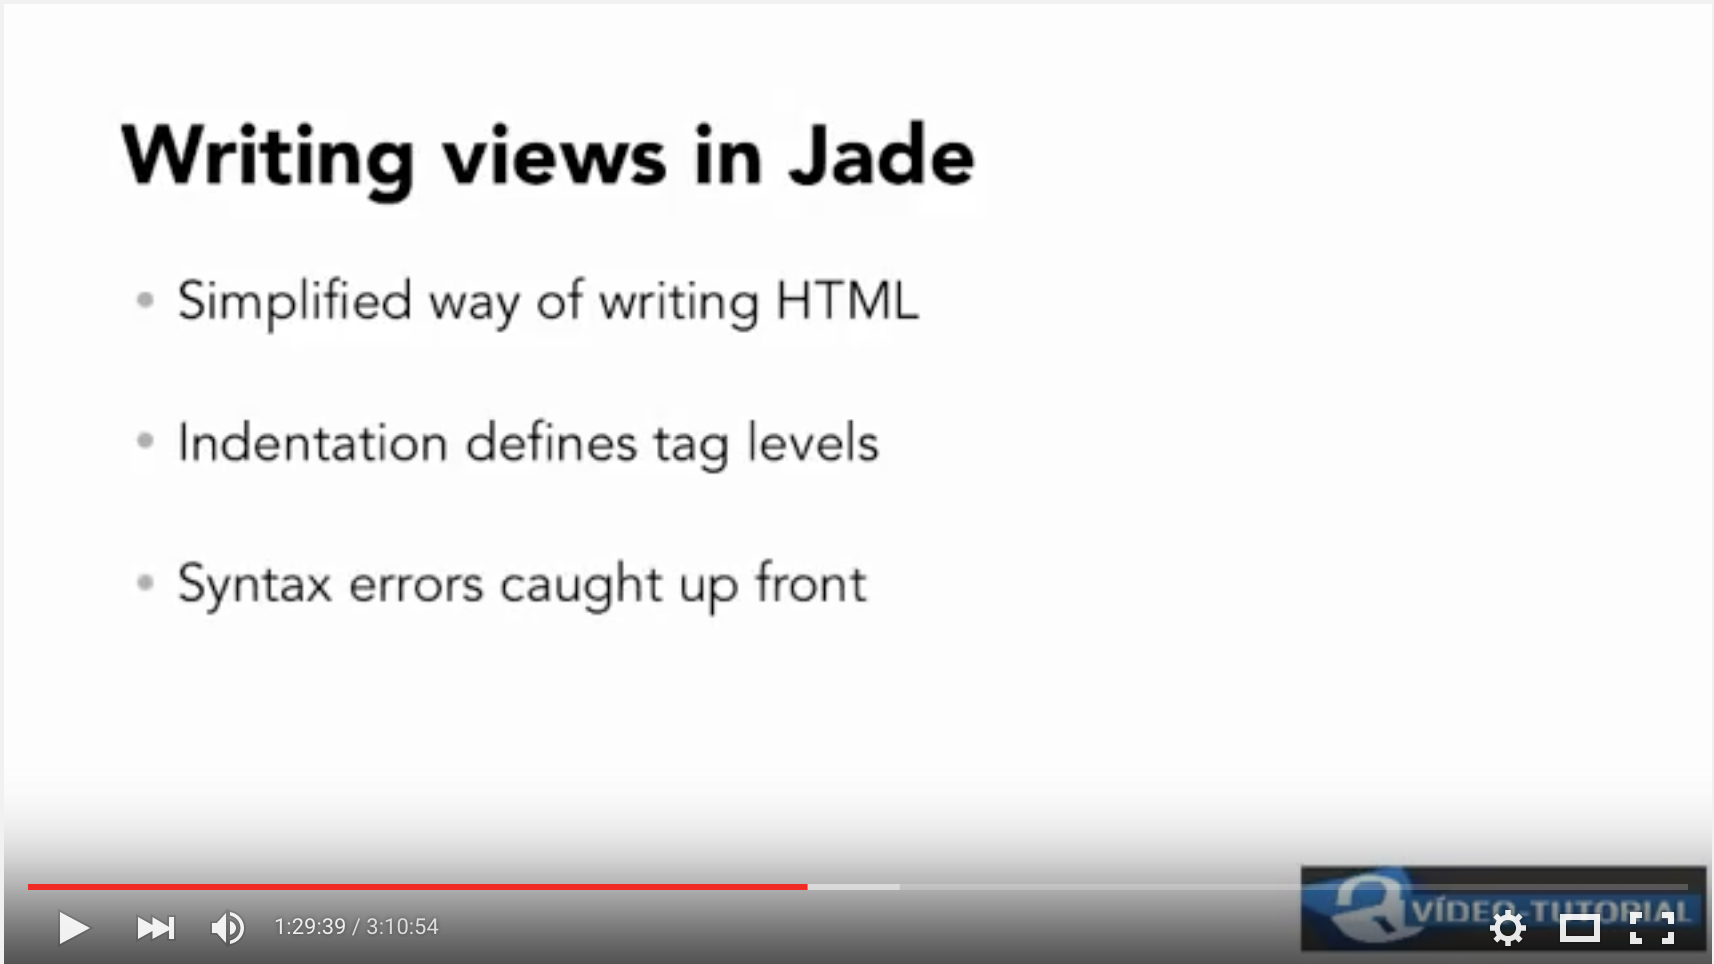 Writing views in Jade
Simplified way of writing HTML
Indentation defines tag levels
Syntax errors caught up front
1:29:39 / 3:10:54
VÍDEO-TUTORIAL